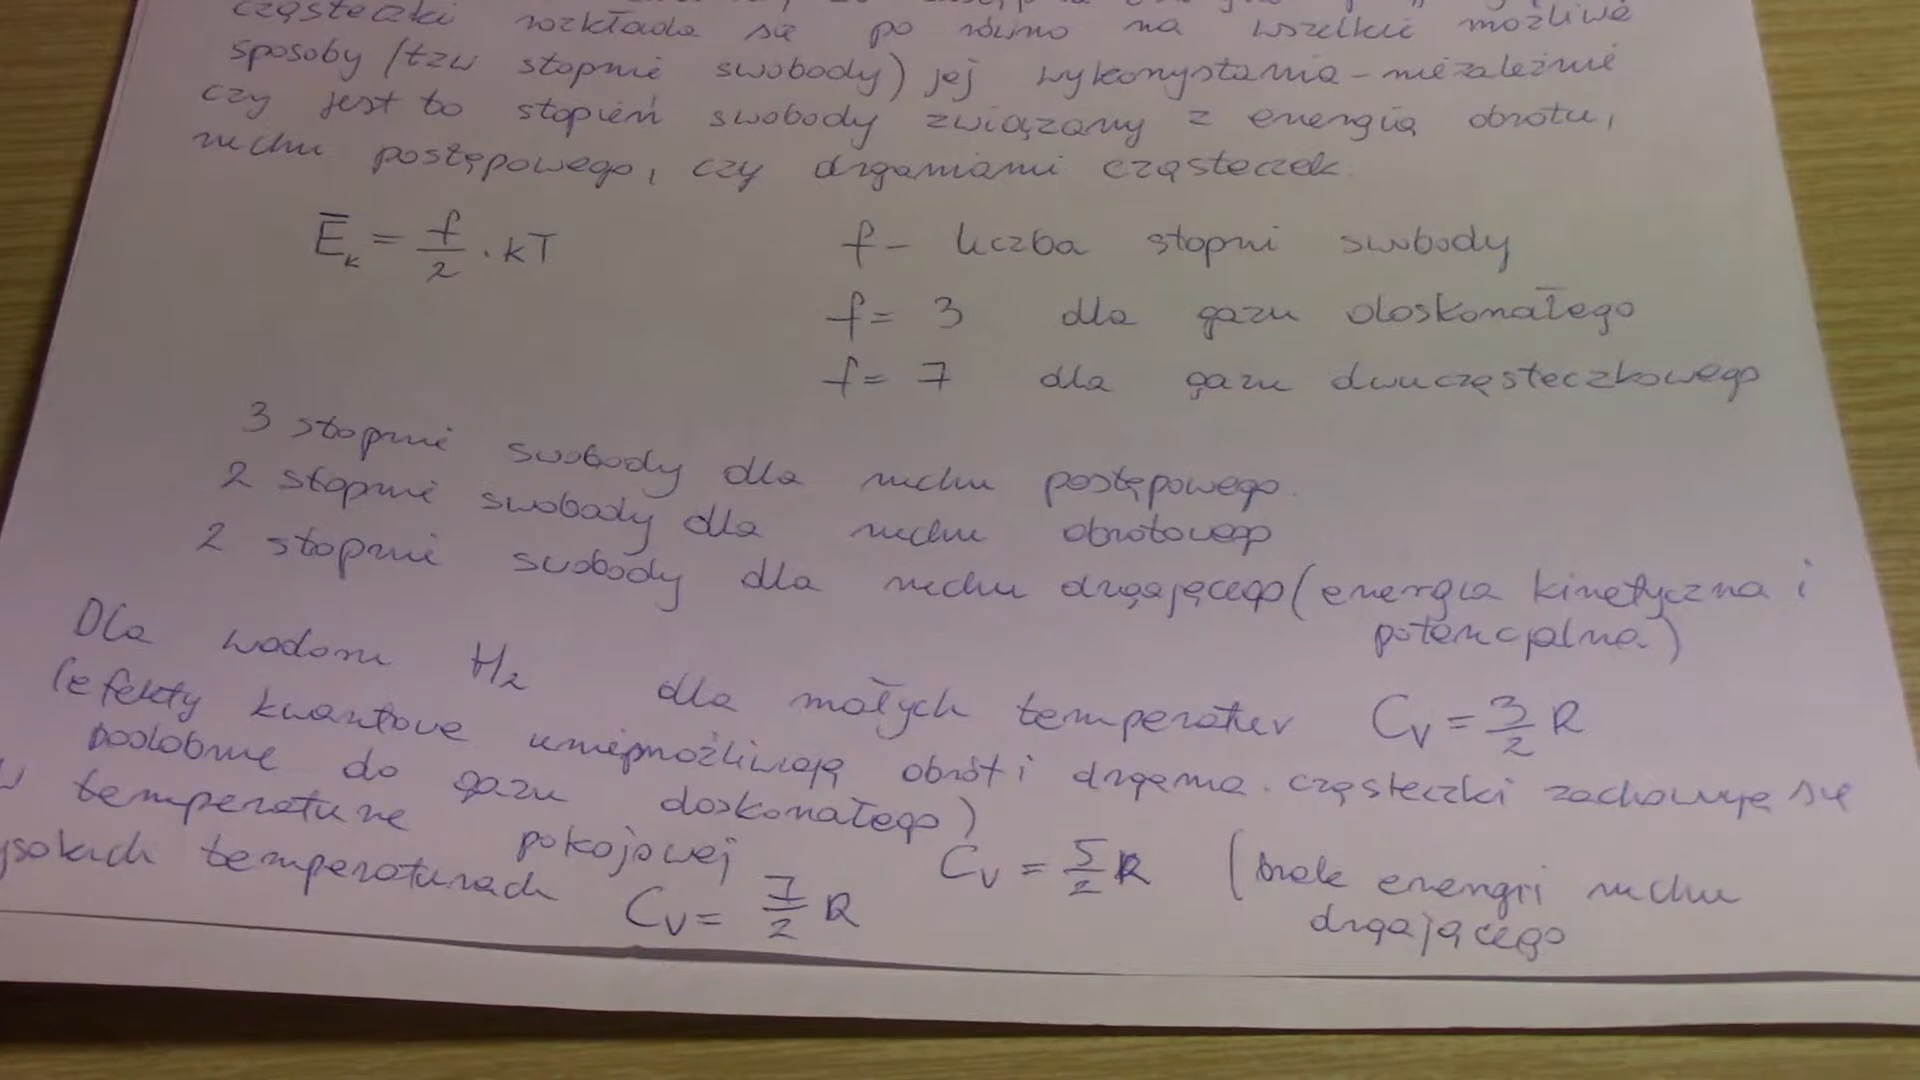 cząsteczki rozkłada się po równo na wszelkie możliwe
sposoby (tzw stopnie swobody) jej wykorzystania - niezależnie
czy jest to stopień swobody związany z energią obrotu,
ruchu postępowego, czy drganiami cząsteczek.
E̅ₖ = f/2 · kT
f - liczba stopni swobody
f = 3 dla gazu doskonałego
f = 7 dla gazu dwucząsteczkowego
3 stopnie swobody dla ruchu postępowego.
2 stopnie swobody dla ruchu obrotowego
2 stopnie swobody dla ruchu drgającego (energia kinetyczna i
potencjalna)
Dla wodoru H₂ dla małych temperatur Cᵥ = 3/2 R
(efekty kwantowe uniemożliwiają obrót i drgania. cząsteczki zachowują się
podobnie do gazu doskonałego)
w temperaturze pokojowej Cᵥ = 5/2 R (brak energii ruchu
drgającego
ysokich temperaturach Cᵥ = 7/2 R